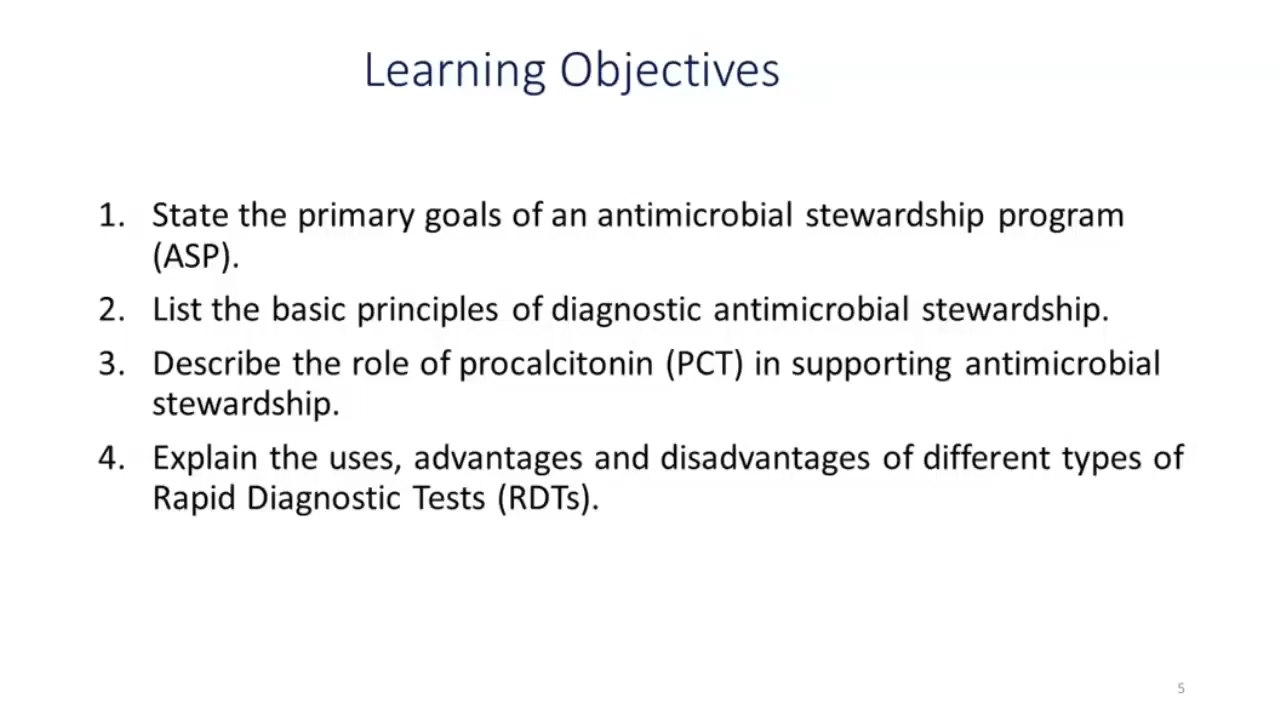 Learning Objectives
1. State the primary goals of an antimicrobial stewardship program
(ASP).
2. List the basic principles of diagnostic antimicrobial stewardship.
3. Describe the role of procalcitonin (PCT) in supporting antimicrobial
stewardship.
4. Explain the uses, advantages and disadvantages of different types of
Rapid Diagnostic Tests (RDTs).
5